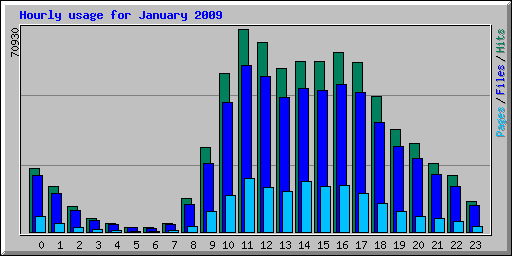 Hourly usage for January 2009
70930
Pages / Files / Hits
0 1 2 3 4 5 6 7 8 9 10 11 12 13 14 15 16 17 18 19 20 21 22 23